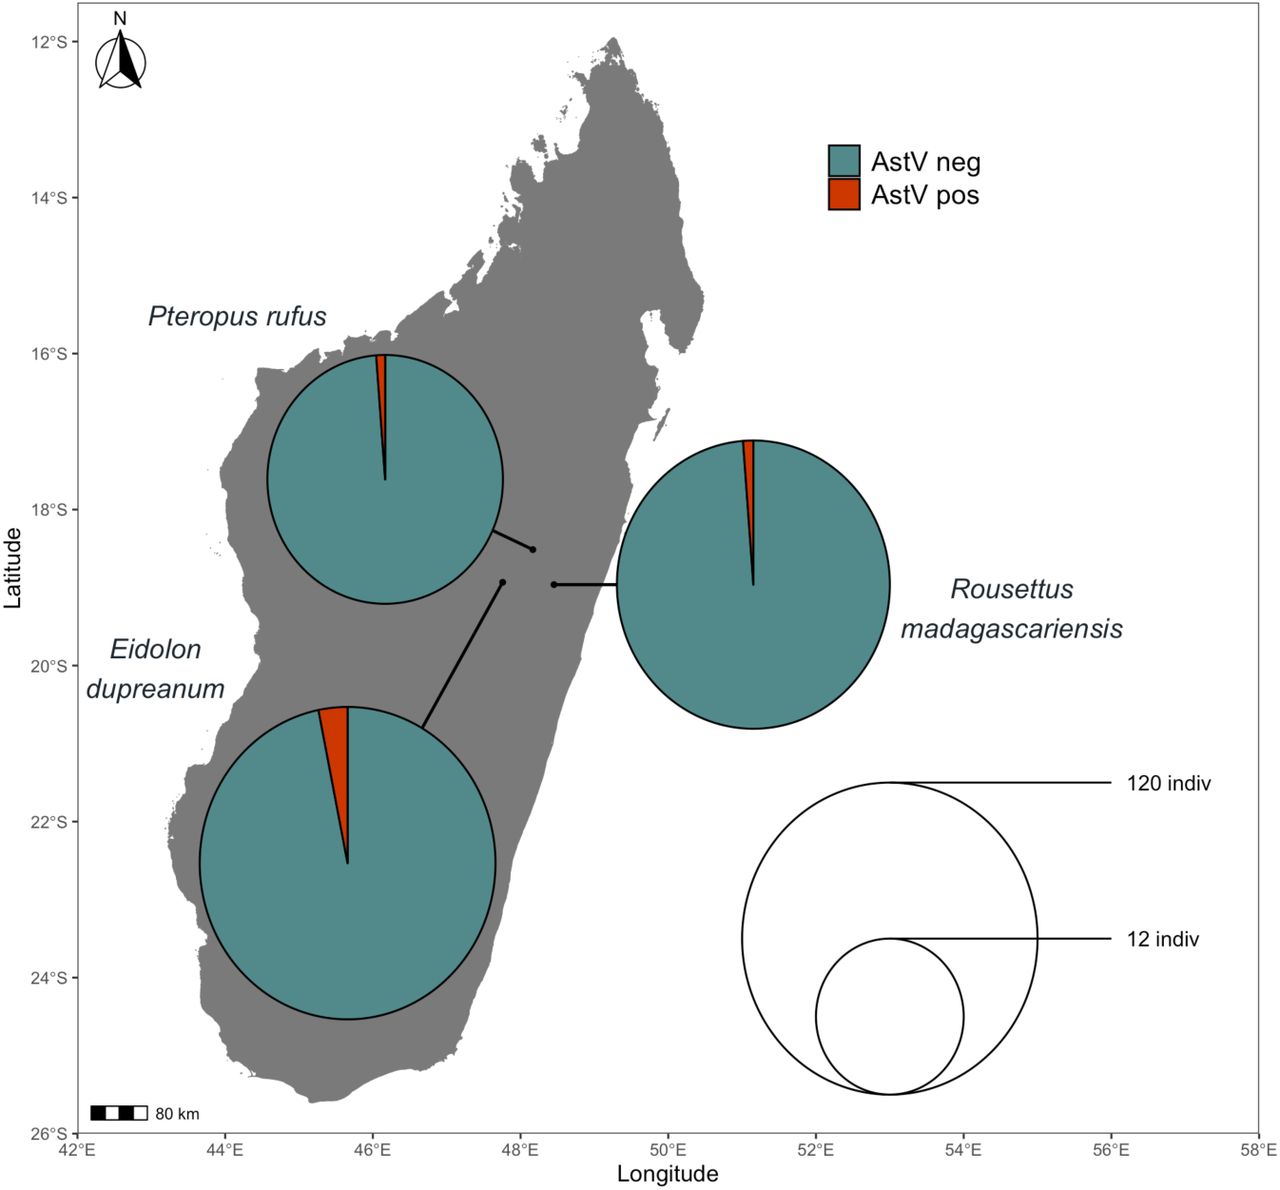 N
AstV neg
AstV pos
Pteropus rufus
Rousettus
madagascariensis
Eidolon
dupreanum
120 indiv
12 indiv
80 km
12°S
14°S
16°S
18°S
20°S
22°S
24°S
26°S
Latitude
42°E
44°E
46°E
48°E
50°E
52°E
54°E
56°E
58°E
Longitude